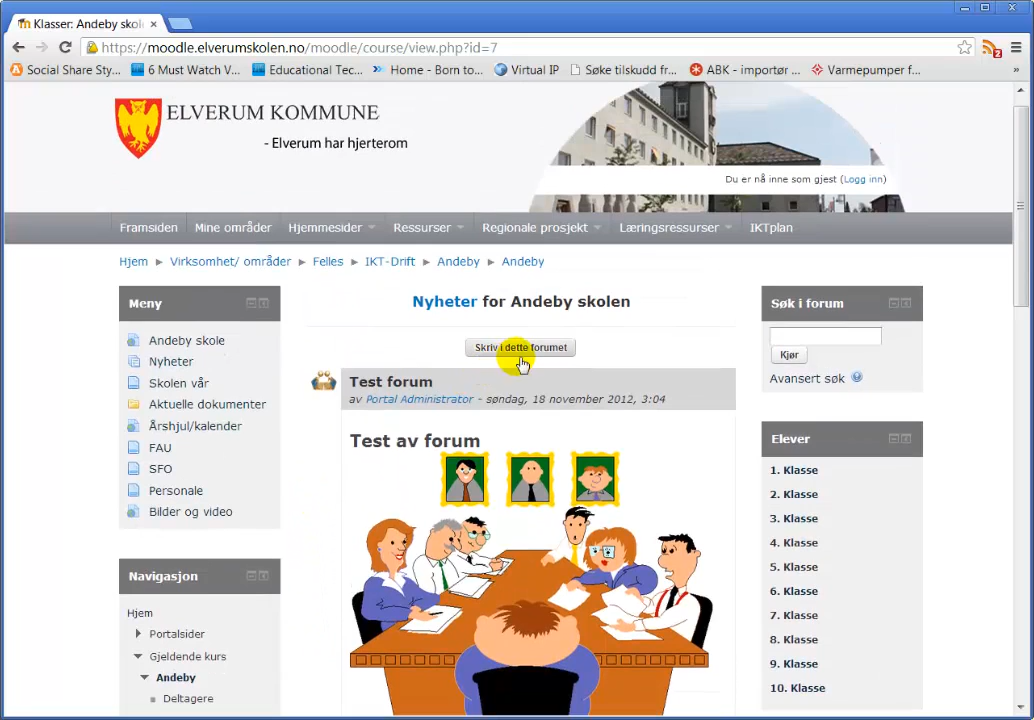 Klasser: Andeby skol
https://moodle.elverumskolen.no/moodle/course/view.php?id=7
2
Social Share Sty... 6 Must Watch V... Educational Tec... Home - Born to... Virtual IP Søke tilskudd fr... ABK - importør ... Varmepumper f... »
ELVERUM KOMMUNE
- Elverum har hjerterom
Du er nå inne som gjest (Logg inn)
Framsiden Mine områder Hjemmesider Ressurser Regionale prosjekt Læringsressurser IKTplan
Hjem ► Virksomhet/ områder ► Felles ► IKT-Drift ► Andeby ► Andeby
Meny
Andeby skole
Nyheter
Skolen vår
Aktuelle dokumenter
Årshjul/kalender
FAU
SFO
Personale
Bilder og video
Navigasjon
Hjem
Portalsider
Gjeldende kurs
Andeby
Deltagere
Nyheter for Andeby skolen
Skriv i dette forumet
Test forum
av Portal Administrator - søndag, 18 november 2012, 3:04
Test av forum
Søk i forum
Kjør
Avansert søk
Elever
1. Klasse
2. Klasse
3. Klasse
4. Klasse
5. Klasse
6. Klasse
7. Klasse
8. Klasse
9. Klasse
10. Klasse